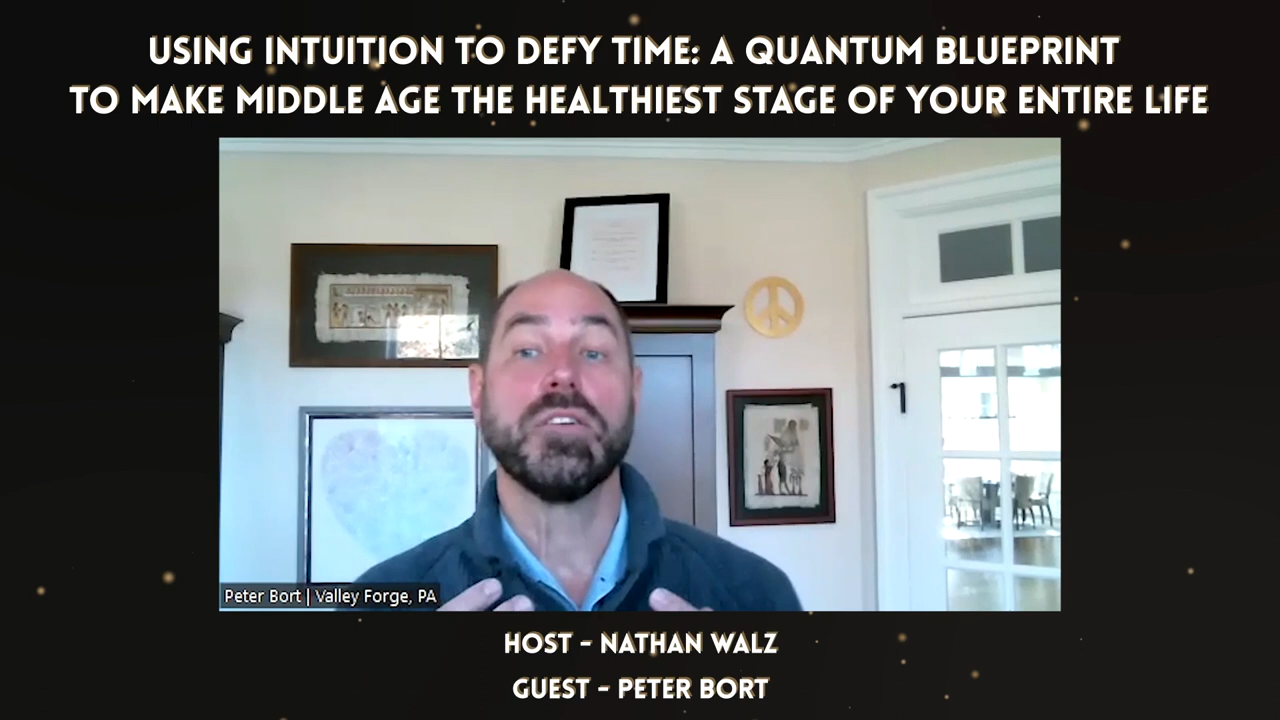 USING INTUITION TO DEFY TIME: A QUANTUM BLUEPRINT
TO MAKE MIDDLE AGE THE HEALTHIEST STAGE OF YOUR ENTIRE LIFE
Peter Bort | Valley Forge, PA
HOST - NATHAN WALZ
GUEST - PETER BORT